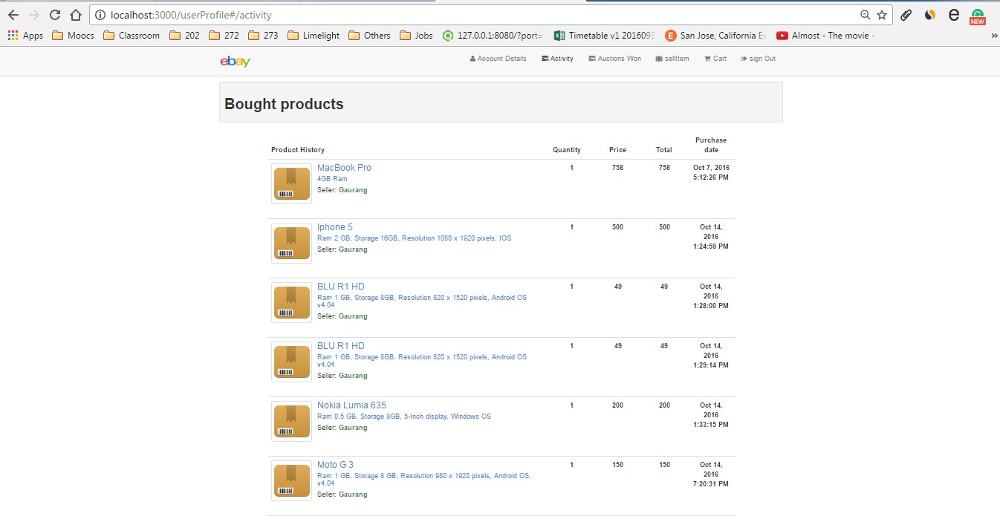 localhost:3000/userProfile#/activity
Apps Moocs Classroom 202 272 273 Limelight Others Jobs 127.0.0.1:8080/?port= Timetable v1 2016093 San Jose, California Ev Almost - The movie - »
NEW
ebay
Account Details Activity Auctions Won sellItem Cart sign Out
Bought products
Product History Quantity Price Total Purchase date
MacBook Pro 1 758 758 Oct 7, 2016
4GB Ram 5:12:26 PM
Seller: Gaurang
Iphone 5 1 500 500 Oct 14,
Ram 2 GB, Storage 16GB, Resolution 1080 x 1920 pixels, IOS 2016
Seller: Gaurang 1:24:59 PM
BLU R1 HD 1 49 49 Oct 14,
Ram 1 GB, Storage 8GB, Resolution 820 x 1520 pixels, Android OS 2016
v4.04 1:28:00 PM
Seller: Gaurang
BLU R1 HD 1 49 49 Oct 14,
Ram 1 GB, Storage 8GB, Resolution 820 x 1520 pixels, Android OS 2016
v4.04 1:29:14 PM
Seller: Gaurang
Nokia Lumia 635 1 200 200 Oct 14,
Ram 0.5 GB, Storage 8GB, 5-Inch display, Windows OS 2016
Seller: Gaurang 1:33:15 PM
Moto G 3 1 150 150 Oct 14,
Ram 1 GB, Storage 8 GB, Resolution 980 x 1920 pixels, Android OS, 2016
v4.04 7:20:31 PM
Seller: Gaurang